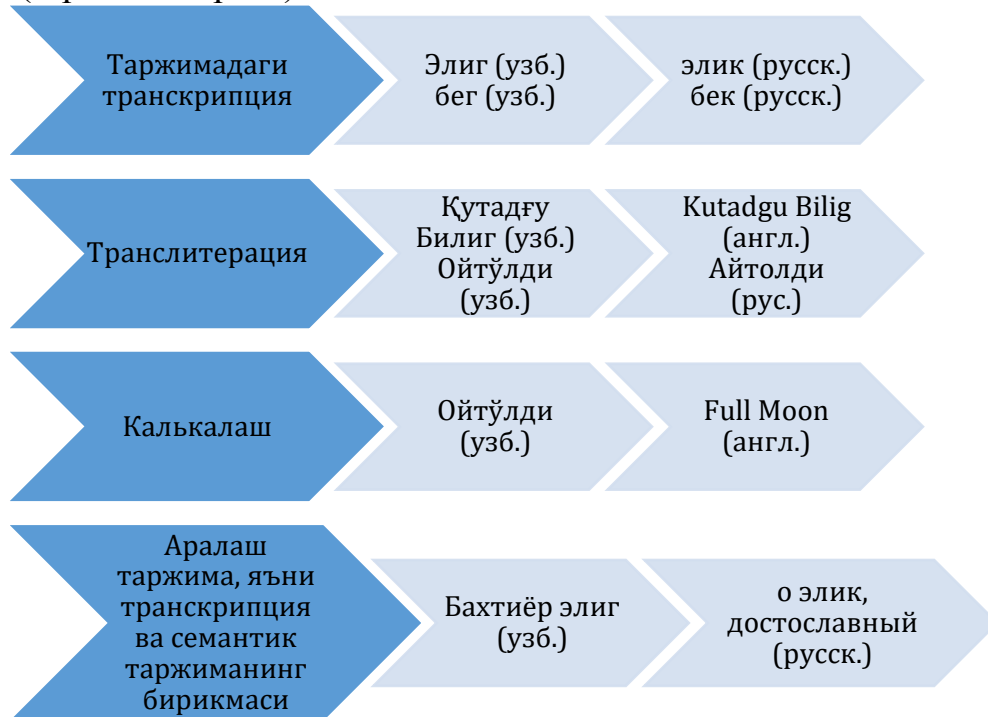 Таржимадаги
транскрипция
Элиг (узб.)
бег (узб.)
элик (русск.)
бек (русск.)
Транслитерация
Қутадғу
Билиг (узб.)
Ойтўлди
(узб.)
Kutadgu Bilig
(англ.)
Айтолди
(рус.)
Калькалаш
Ойтўлди
(узб.)
Full Moon
(англ.)
Аралаш
таржима, яъни
транскрипция
ва семантик
таржиманинг
бирикмаси
Бахтиёр элиг
(узб.)
о элик,
достославный
(русск.)